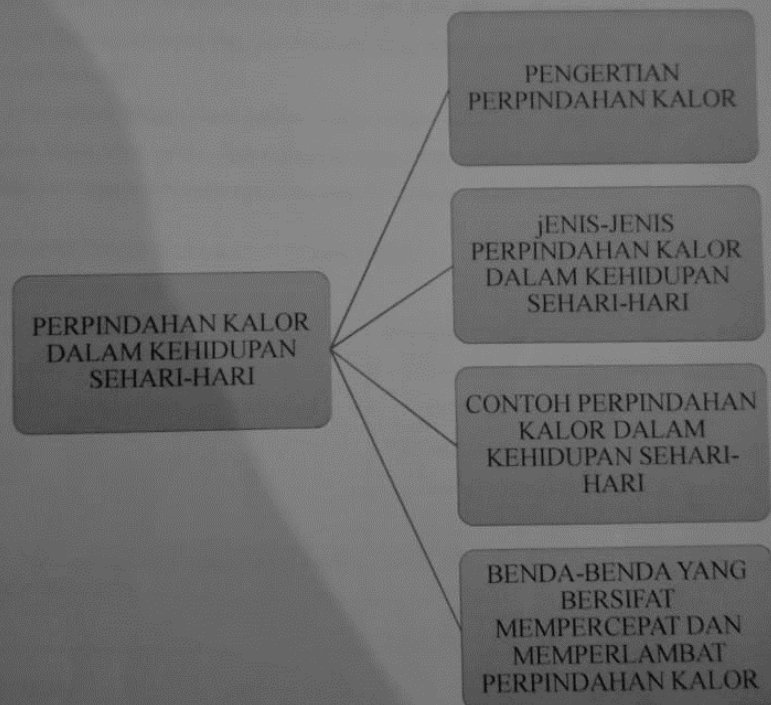 PENGERTIAN
PERPINDAHAN KALOR
jENIS-JENIS
PERPINDAHAN KALOR
DALAM KEHIDUPAN
SEHARI-HARI
PERPINDAHAN KALOR
DALAM KEHIDUPAN
SEHARI-HARI
CONTOH PERPINDAHAN
KALOR DALAM
KEHIDUPAN SEHARI-
HARI
BENDA-BENDA YANG
BERSIFAT
MEMPERCEPAT DAN
MEMPERLAMBAT
PERPINDAHAN KALOR